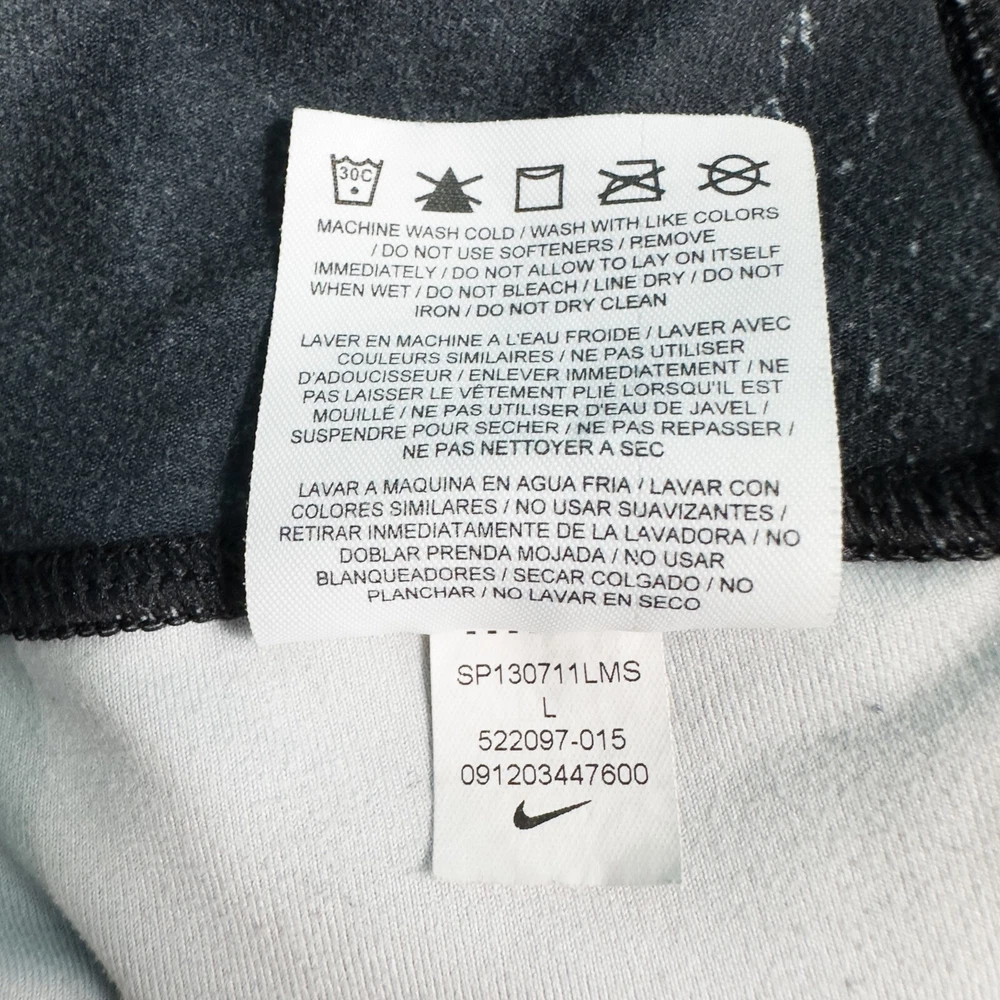 30C
MACHINE WASH COLD / WASH WITH LIKE COLORS
/ DO NOT USE SOFTENERS / REMOVE
IMMEDIATELY / DO NOT ALLOW TO LAY ON ITSELF
WHEN WET / DO NOT BLEACH / LINE DRY / DO NOT
IRON / DO NOT DRY CLEAN
LAVER EN MACHINE A L'EAU FROIDE / LAVER AVEC
COULEURS SIMILAIRES / NE PAS UTILISER
D'ADOUCISSEUR / ENLEVER IMMEDIATEMENT / NE
PAS LAISSER LE VÊTEMENT PLIÉ LORSQU'IL EST
MOUILLÉ / NE PAS UTILISER D'EAU DE JAVEL /
SUSPENDRE POUR SECHER / NE PAS REPASSER /
NE PAS NETTOYER A SEC
LAVAR A MAQUINA EN AGUA FRIA / LAVAR CON
COLORES SIMILARES / NO USAR SUAVIZANTES /
RETIRAR INMEDIATAMENTE DE LA LAVADORA / NO
DOBLAR PRENDA MOJADA / NO USAR
BLANQUEADORES / SECAR COLGADO / NO
PLANCHAR / NO LAVAR EN SECO
SP130711LMS
L
522097-015
091203447600